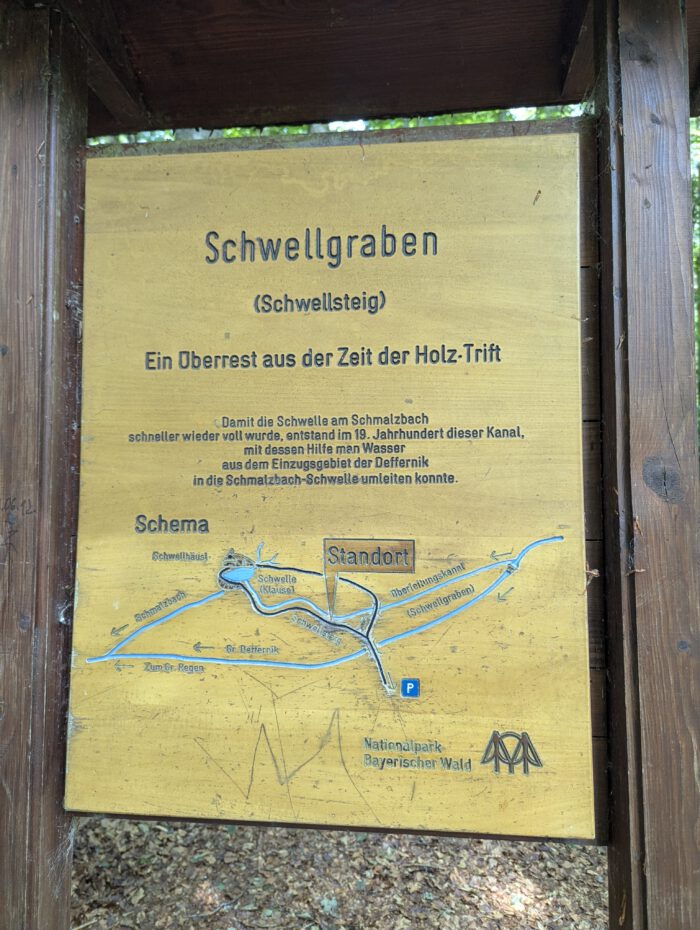 Schwellgraben
(Schwellsteig)
Ein Überrest aus der Zeit der Holz-Trift
Damit die Schwelle am Schmalzbach
schneller wieder voll wurde, entstand im 19. Jahrhundert dieser Kanal,
mit dessen Hilfe man Wasser
aus dem Einzugsgebiet der Deffernik
in die Schmalzbach-Schwelle umleiten konnte.
Schema
Schwellhäusl
Standort
Schwelle
(Klause)
Überleitungskanal
(Schwellgraben)
Schmalzbach
Schwellsteig
Gr. Deffernik
Zum Gr. Regen
P
Nationalpark
Bayerischer Wald